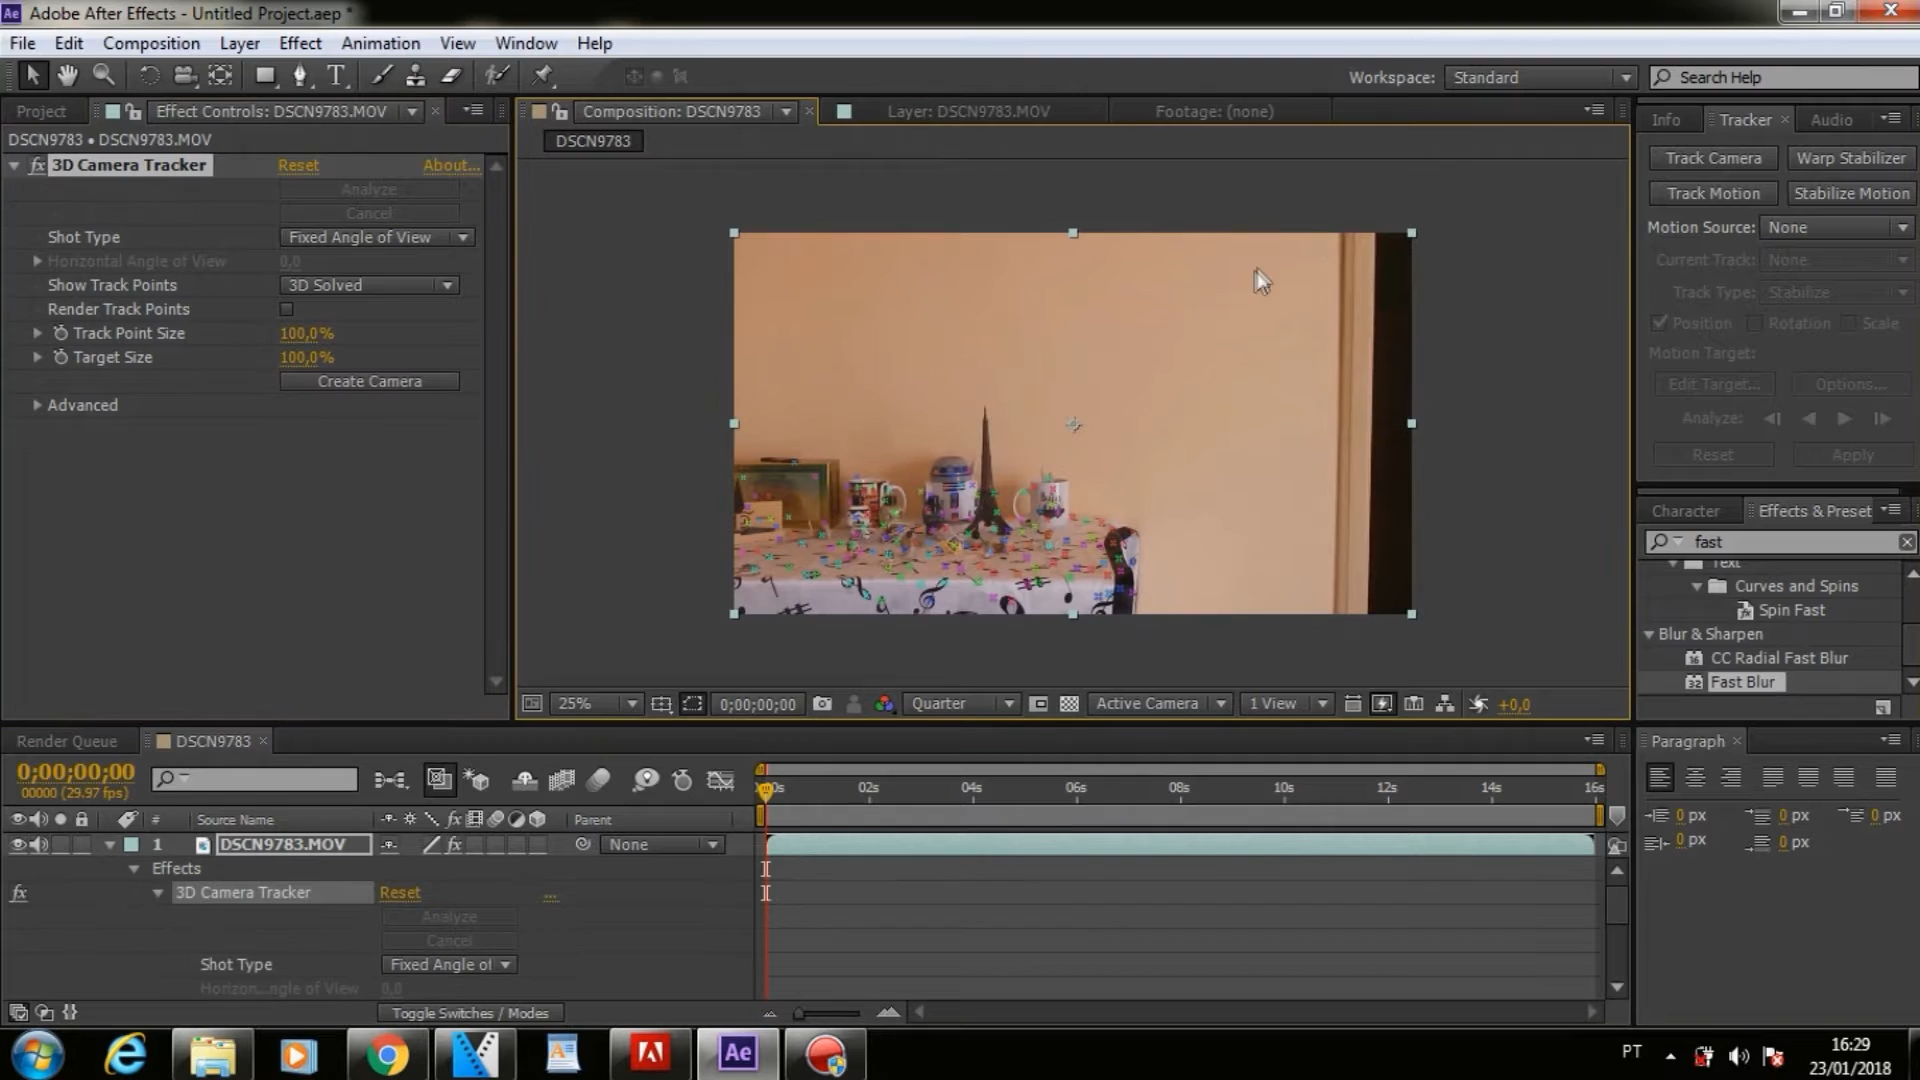 Ae Adobe After Effects - Untitled Project.aep *
File Edit Composition Layer Effect Animation View Window Help
Workspace: Standard Search Help
Project Effect Controls: DSCN9783.MOV
DSCN9783 • DSCN9783.MOV
fx 3D Camera Tracker Reset About...
Analyze
Cancel
Shot Type Fixed Angle of View
Horizontal Angle of View 0,0
Show Track Points 3D Solved
Render Track Points
Track Point Size 100,0%
Target Size 100,0%
Create Camera
Advanced
Composition: DSCN9783 Layer: DSCN9783.MOV Footage: (none)
DSCN9783
25% 0;00;00;00 Quarter Active Camera 1 View +0,0
Info Tracker Audio
Track Camera Warp Stabilizer
Track Motion Stabilize Motion
Motion Source: None
Current Track: None
Track Type: Stabilize
Position Rotation Scale
Motion Target:
Edit Target... Options...
Analyze:
Reset Apply
Character Effects & Preset
fast
Text
Curves and Spins
Spin Fast
Blur & Sharpen
CC Radial Fast Blur
32 Fast Blur
Render Queue DSCN9783
0;00;00;00
00000 (29.97 fps)
02s 04s 06s 08s 10s 12s 14s 16s
# Source Name fx Parent
1 DSCN9783.MOV fx None
Effects
fx 3D Camera Tracker Reset ...
Analyze
Cancel
Shot Type Fixed Angle of
Horizon...ngle of View 0,0
Toggle Switches / Modes
Paragraph
0 px 0 px 0 px
0 px 0 px
Ae
PT 16:29
23/01/2018